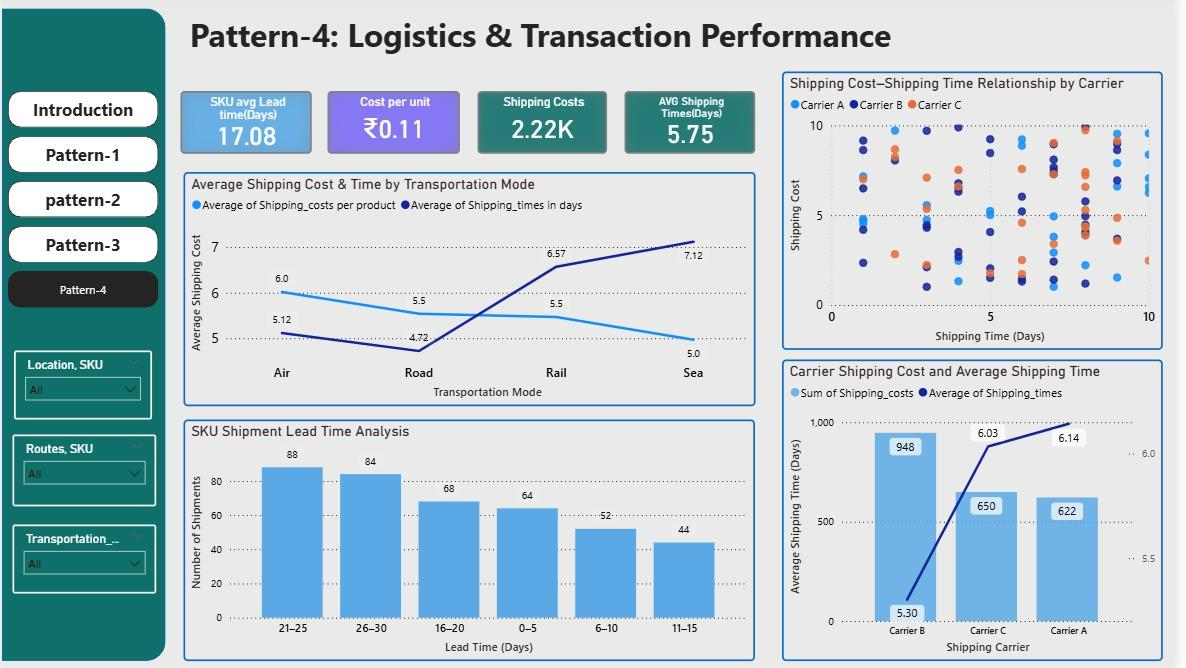 Pattern-4: Logistics & Transaction Performance
Introduction
Pattern-1
pattern-2
Pattern-3
Pattern-4
Location, SKU
All
Routes, SKU
All
Transportation_...
All
SKU avg Lead
time(Days)
17.08
Cost per unit
₹0.11
Shipping Costs
2.22K
AVG Shipping
Times(Days)
5.75
Average Shipping Cost & Time by Transportation Mode
Average of Shipping_costs per product Average of Shipping_times in days
Average Shipping Cost
7
6
5
6.0
5.5
5.5
5.0
5.12
4.72
6.57
7.12
Air Road Rail Sea
Transportation Mode
SKU Shipment Lead Time Analysis
Number of Shipments
80
60
40
20
0
88 84 68 64 52 44
21–25 26–30 16–20 0–5 6–10 11–15
Lead Time (Days)
Shipping Cost–Shipping Time Relationship by Carrier
Carrier A Carrier B Carrier C
Shipping Cost
10
5
0
0 5 10
Shipping Time (Days)
Carrier Shipping Cost and Average Shipping Time
Sum of Shipping_costs Average of Shipping_times
Average Shipping Time (Days)
1,000
500
0
948 650 622
5.30 6.03 6.14
6.0
5.5
Carrier B Carrier C Carrier A
Shipping Carrier